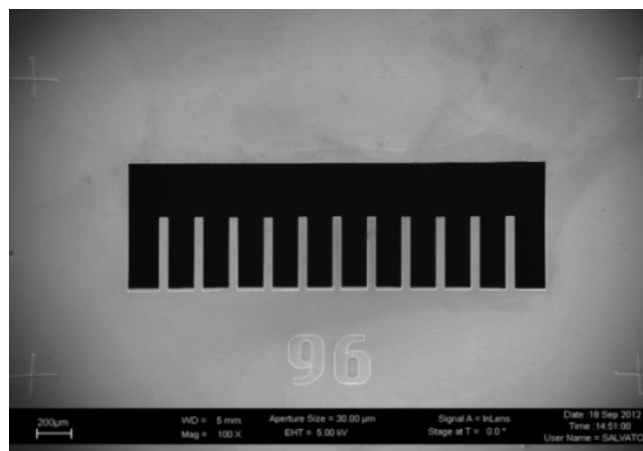 96
200µm
WD = 5 mm
Mag = 100 X
Aperture Size = 30.00 µm
EHT = 5.00 kV
Signal A = InLens
Stage at T = 0.0 °
Date :18 Sep 2012
Time :14:51:00
User Name = SALVATO